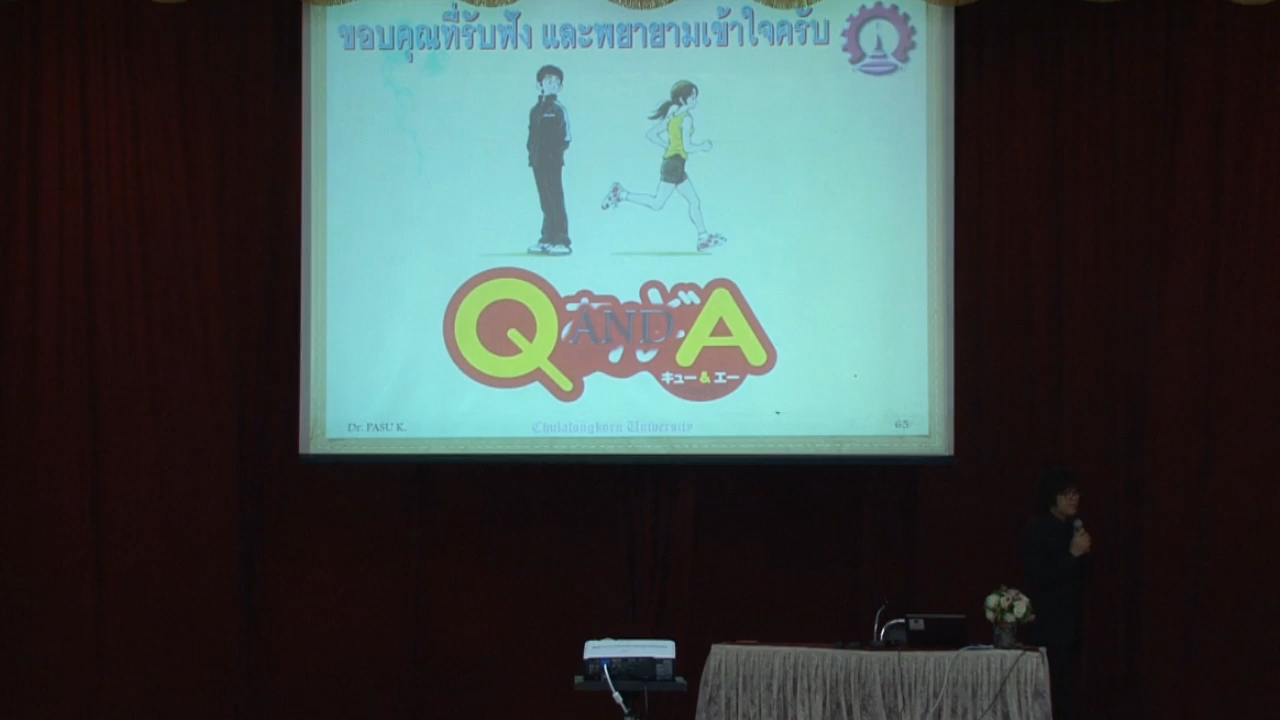 ขอบคุณที่รับฟัง และพยายามเข้าใจครับ
Q AND A
キュー & エー
Dr. PASU K.
Chulalongkorn University
65